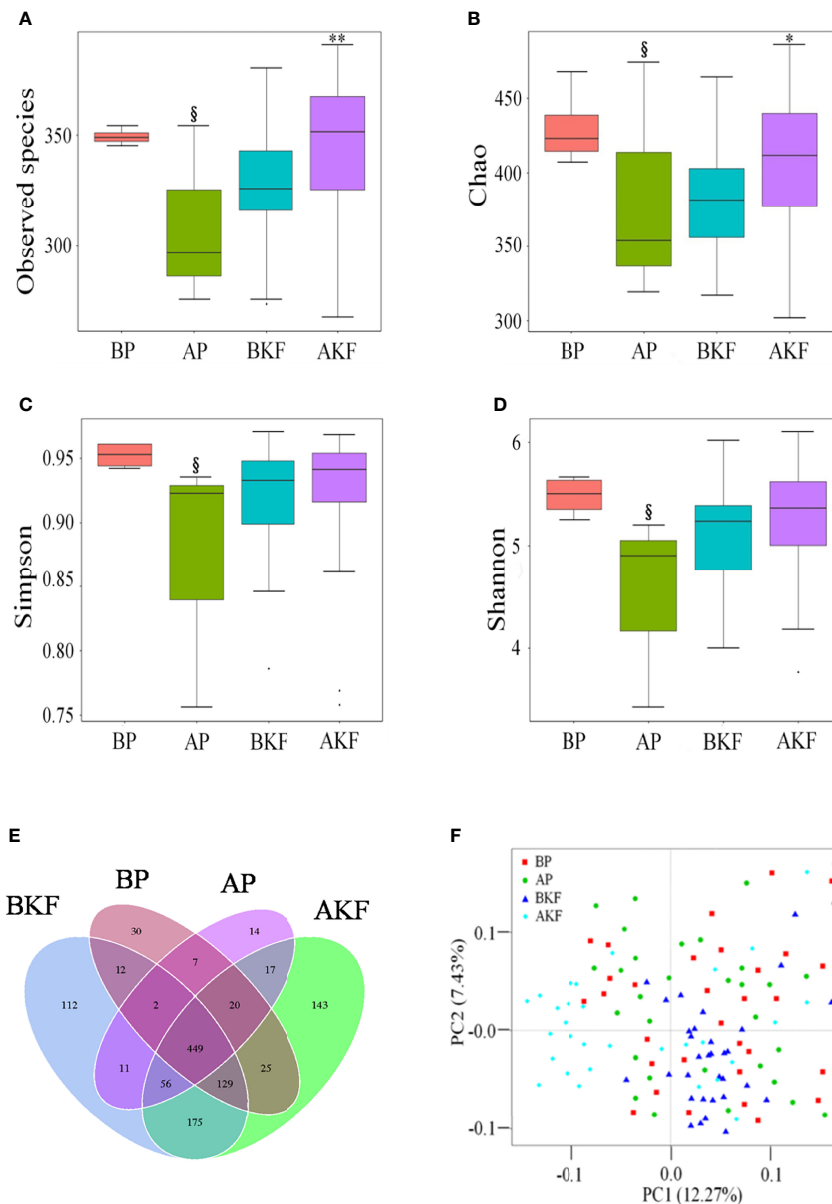 A
Observed species
350
300
§
**
BP
AP
BKF
AKF
B
Chao
450
400
350
300
§
*
BP
AP
BKF
AKF
C
Simpson
0.95
0.90
0.85
0.80
0.75
§
BP
AP
BKF
AKF
D
Shannon
6
5
4
§
BP
AP
BKF
AKF
E
BKF
BP
AP
AKF
30
14
12
7
17
112
2
20
143
449
11
25
56
129
175
F
BP
AP
BKF
AKF
PC2 (7.43%)
0.1
-0.0
-0.1
-0.1
0.0
0.1
PC1 (12.27%)